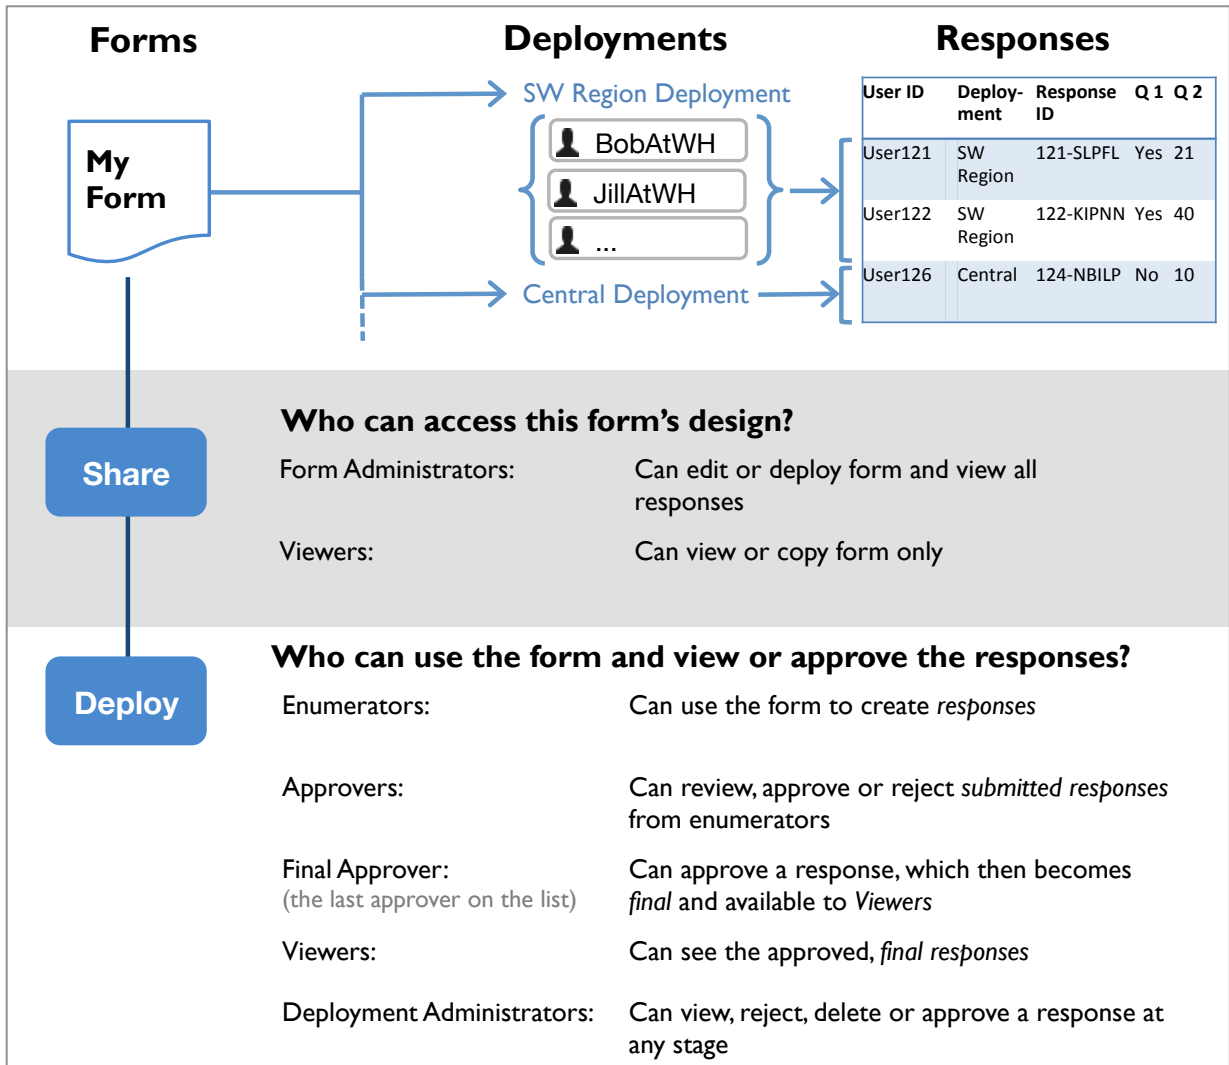 Forms
Deployments
Responses
My
Form
SW Region Deployment
BobAtWH
JillAtWH
...
Central Deployment
User ID Deploy- Response Q 1 Q 2
ment ID
User121 SW 121-SLPFL Yes 21
Region
User122 SW 122-KIPNN Yes 40
Region
User126 Central 124-NBILP No 10
Share
Who can access this form’s design?
Form Administrators: Can edit or deploy form and view all
responses
Viewers: Can view or copy form only
Deploy
Who can use the form and view or approve the responses?
Enumerators: Can use the form to create responses
Approvers: Can review, approve or reject submitted responses
from enumerators
Final Approver: Can approve a response, which then becomes
(the last approver on the list) final and available to Viewers
Viewers: Can see the approved, final responses
Deployment Administrators: Can view, reject, delete or approve a response at
any stage